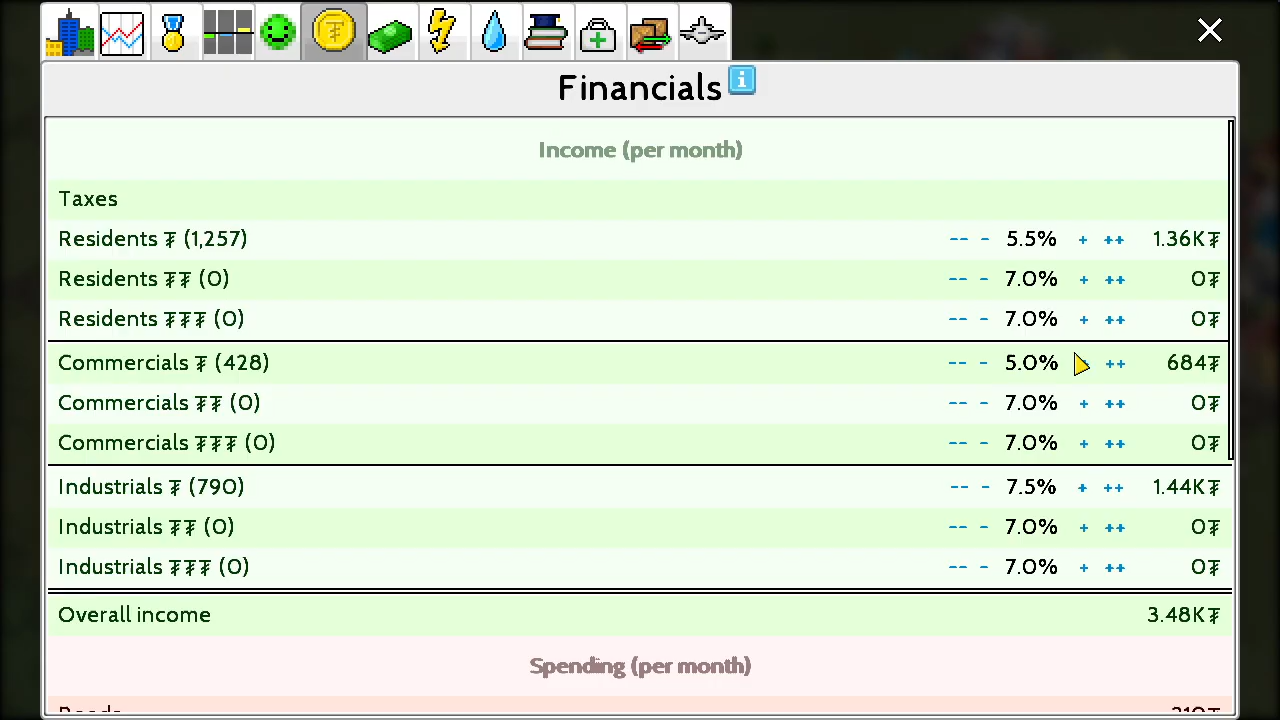 Financials
Income (per month)
Taxes
Residents ₮ (1,257) -- - 5.5% + ++ 1.36K₮
Residents ₮₮ (0) -- - 7.0% + ++ 0₮
Residents ₮₮₮ (0) -- - 7.0% + ++ 0₮
Commercials ₮ (428) -- - 5.0% ++ 684₮
Commercials ₮₮ (0) -- - 7.0% + ++ 0₮
Commercials ₮₮₮ (0) -- - 7.0% + ++ 0₮
Industrials ₮ (790) -- - 7.5% + ++ 1.44K₮
Industrials ₮₮ (0) -- - 7.0% + ++ 0₮
Industrials ₮₮₮ (0) -- - 7.0% + ++ 0₮
Overall income 3.48K₮
Spending (per month)